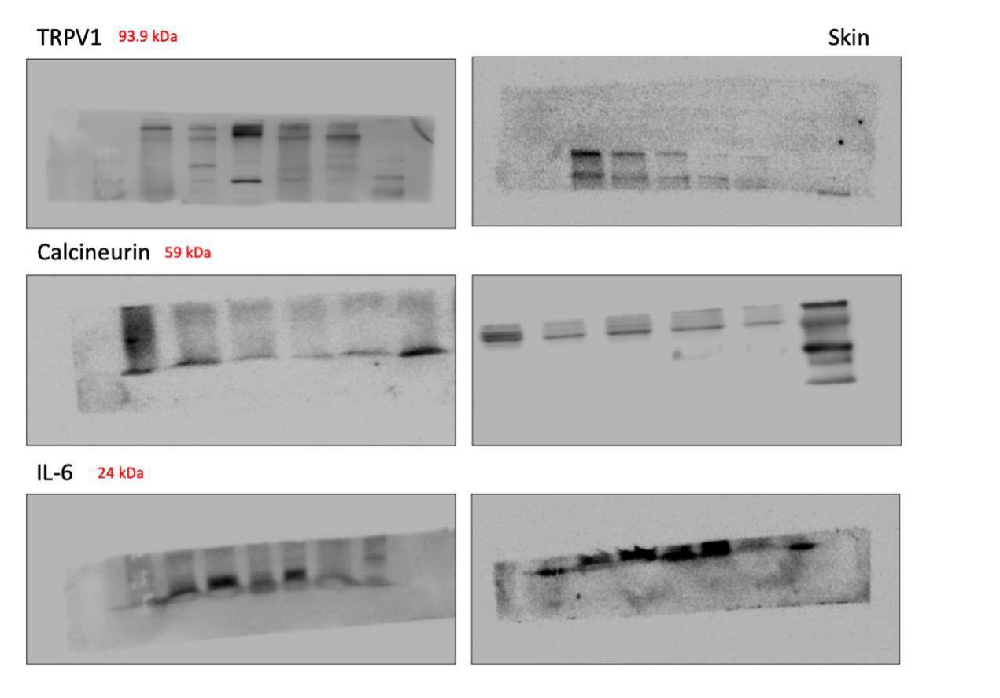 TRPV1 93.9 kDa Skin
Calcineurin 59 kDa
IL-6 24 kDa